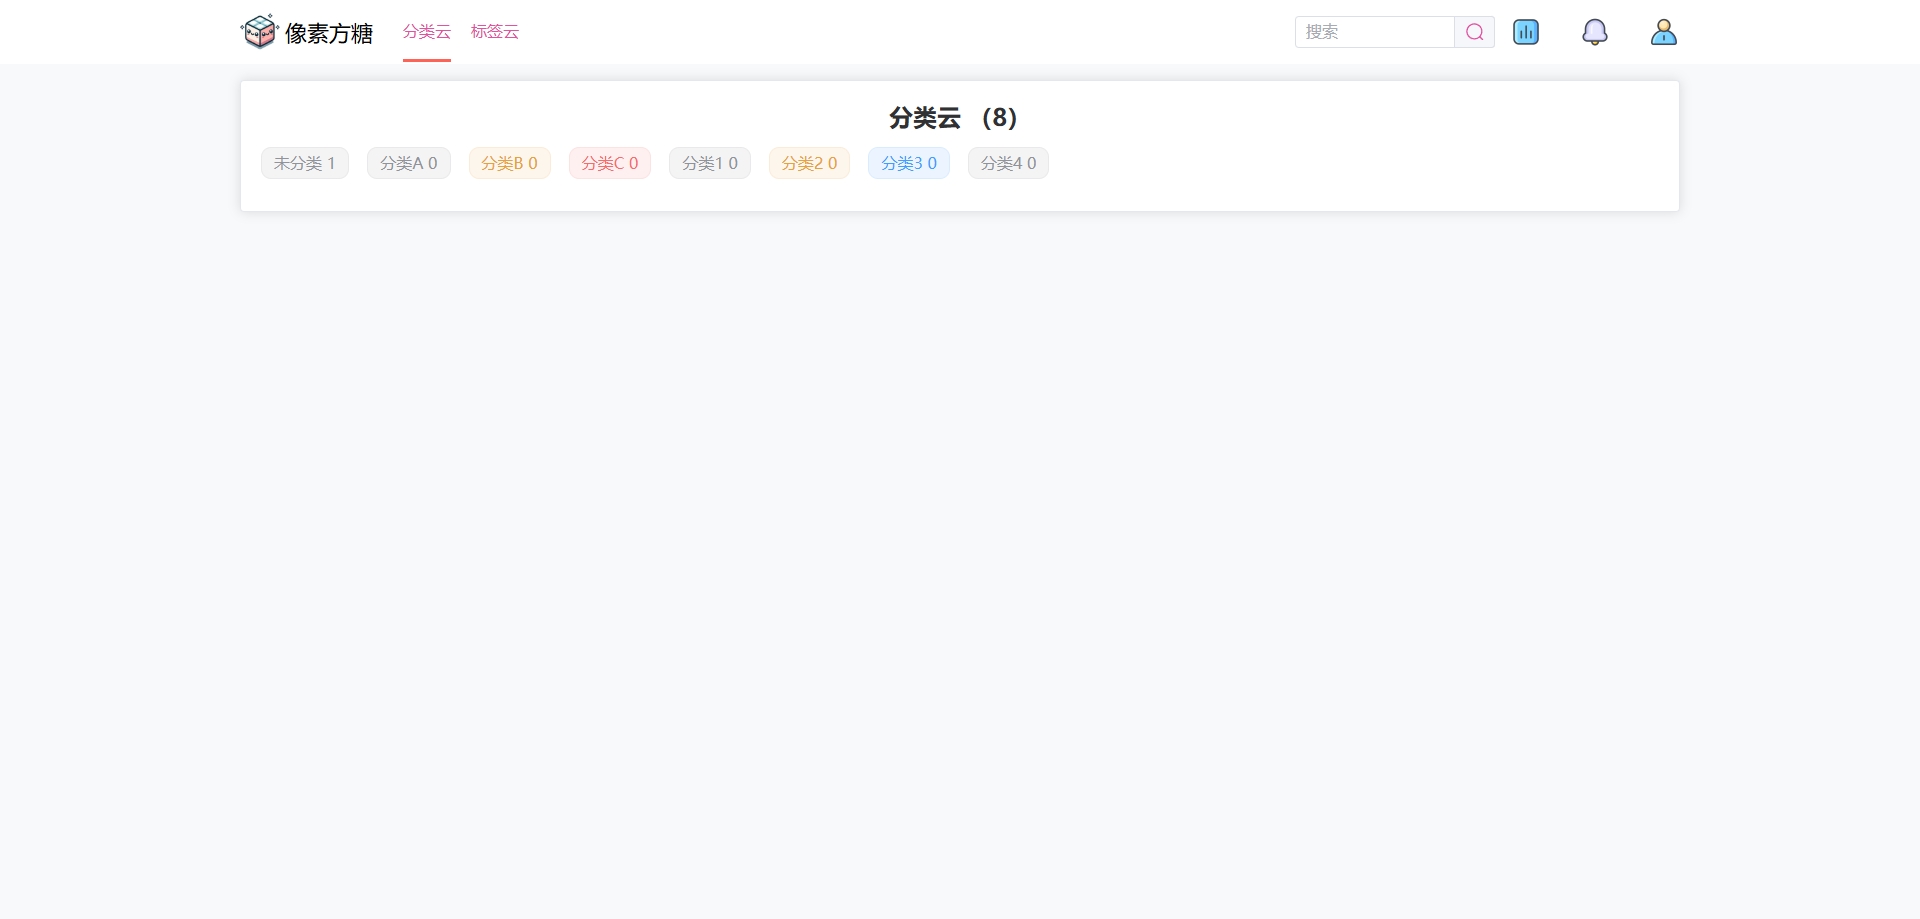 像素方糖 分类云 标签云 搜索
分类云 （8）
未分类 1 分类A 0 分类B 0 分类C 0 分类1 0 分类2 0 分类3 0 分类4 0